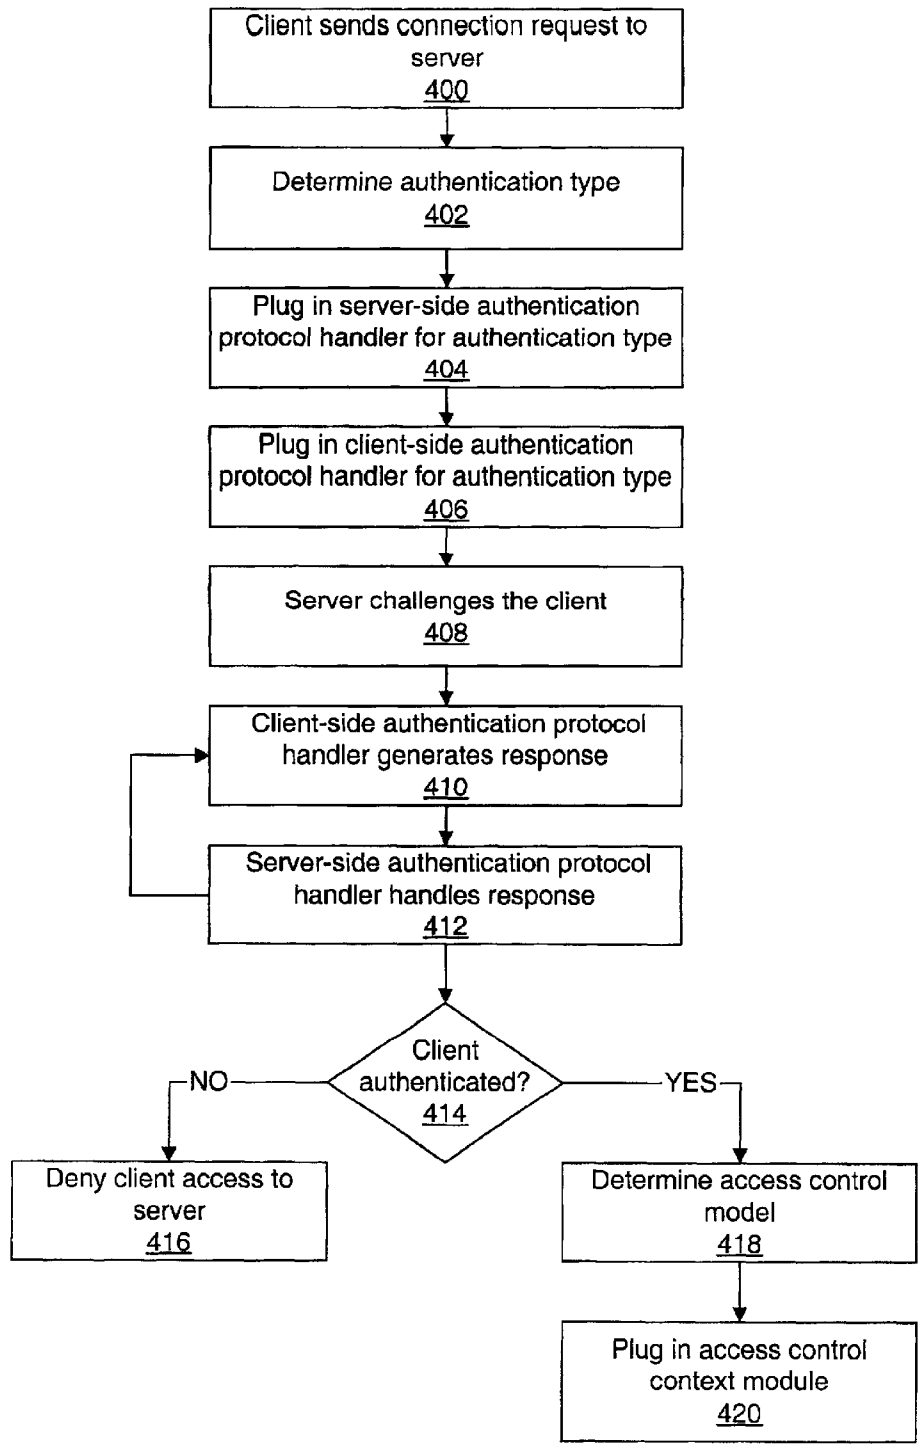 Client sends connection request to
server
400
Determine authentication type
402
Plug in server-side authentication
protocol handler for authentication type
404
Plug in client-side authentication
protocol handler for authentication type
406
Server challenges the client
408
Client-side authentication protocol
handler generates response
410
Server-side authentication protocol
handler handles response
412
Client
authenticated?
414
NO
YES
Deny client access to
server
416
Determine access control
model
418
Plug in access control
context module
420